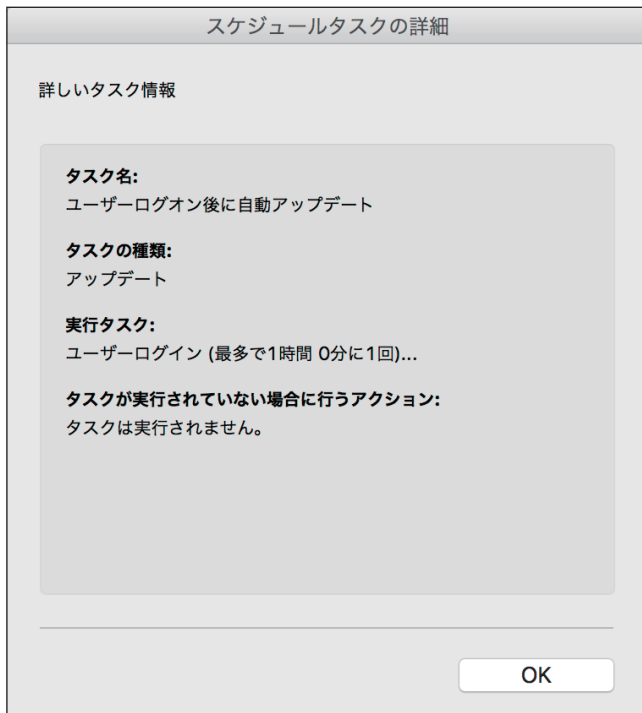 スケジュールタスクの詳細
詳しいタスク情報
タスク名:
ユーザーログオン後に自動アップデート
タスクの種類:
アップデート
実行タスク:
ユーザーログイン (最多で1時間 0分に1回)...
タスクが実行されていない場合に行うアクション:
タスクは実行されません。
OK